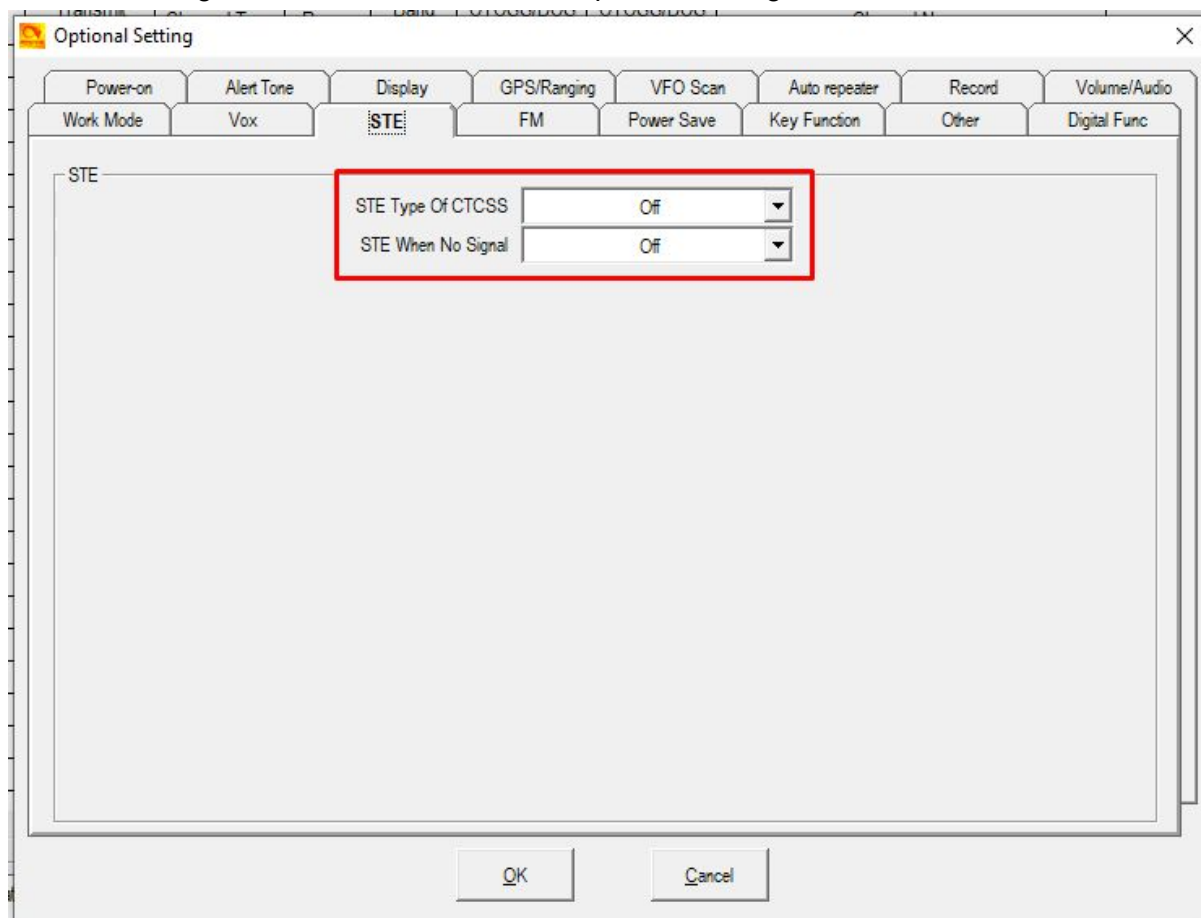 Optional Setting
Power-on Alert Tone Display GPS/Ranging VFO Scan Auto repeater Record Volume/Audio
Work Mode Vox STE FM Power Save Key Function Other Digital Func
STE
STE Type Of CTCSS Off
STE When No Signal Off
OK Cancel